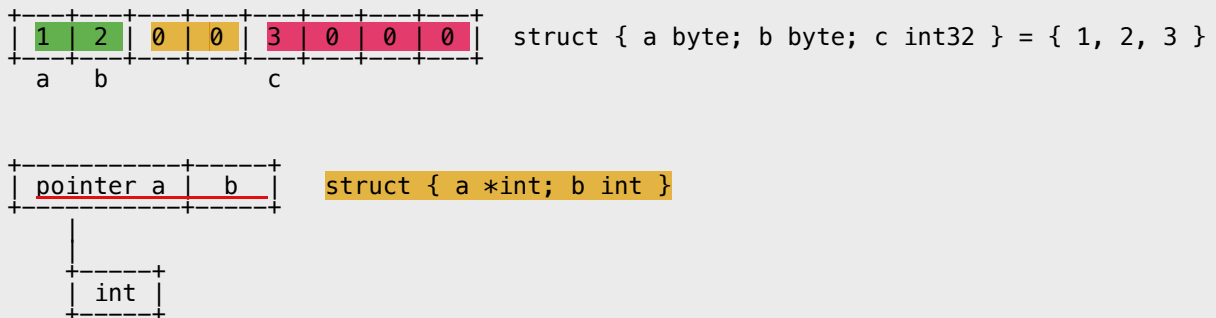 +---+---+---+---+---+---+---+---+
| 1 | 2 | 0 | 0 | 3 | 0 | 0 | 0 |  struct { a byte; b byte; c int32 } = { 1, 2, 3 }
+---+---+---+---+---+---+---+---+
  a   b           c
+-----------+-----+
| pointer a |  b  |   struct { a *int; b int }
+-----------+-----+
    |
    |
    +-----+
    | int |
    +-----+